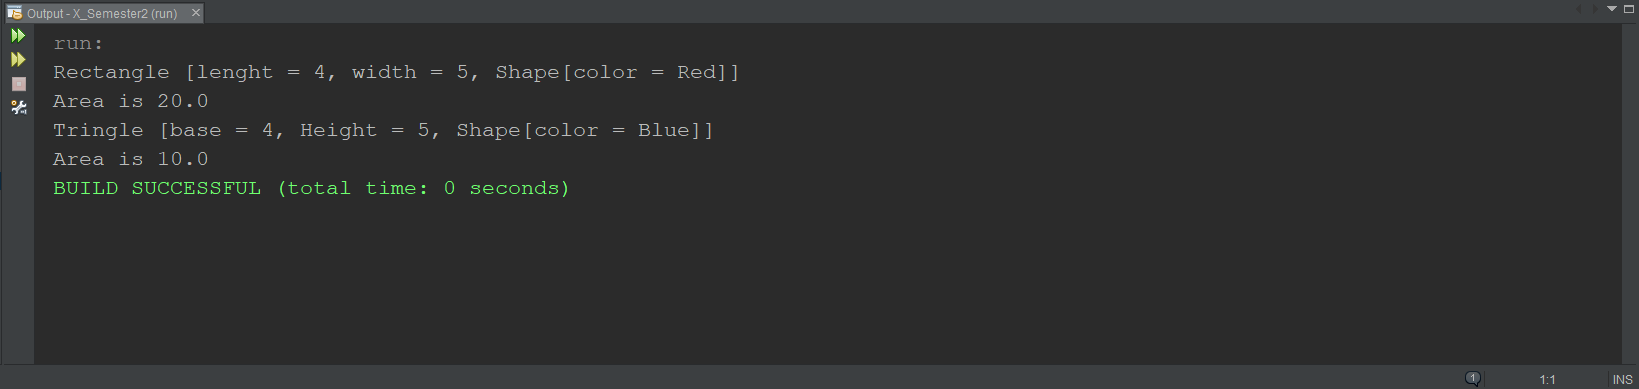 Output - X_Semester2 (run)
run:
Rectangle [lenght = 4, width = 5, Shape[color = Red]]
Area is 20.0
Tringle [base = 4, Height = 5, Shape[color = Blue]]
Area is 10.0
BUILD SUCCESSFUL (total time: 0 seconds)
1 1:1 INS